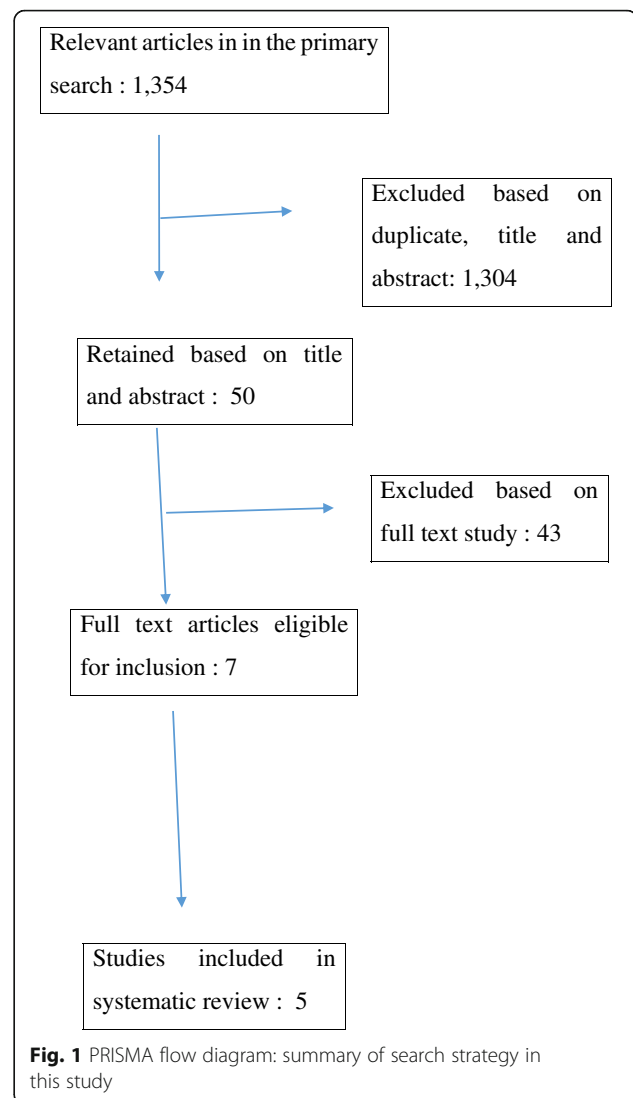 Relevant articles in in the primary
search : 1,354
Excluded based on
duplicate, title and
abstract: 1,304
Retained based on title
and abstract : 50
Excluded based on
full text study : 43
Full text articles eligible
for inclusion : 7
Studies included in
systematic review : 5
Fig. 1 PRISMA flow diagram: summary of search strategy in
this study